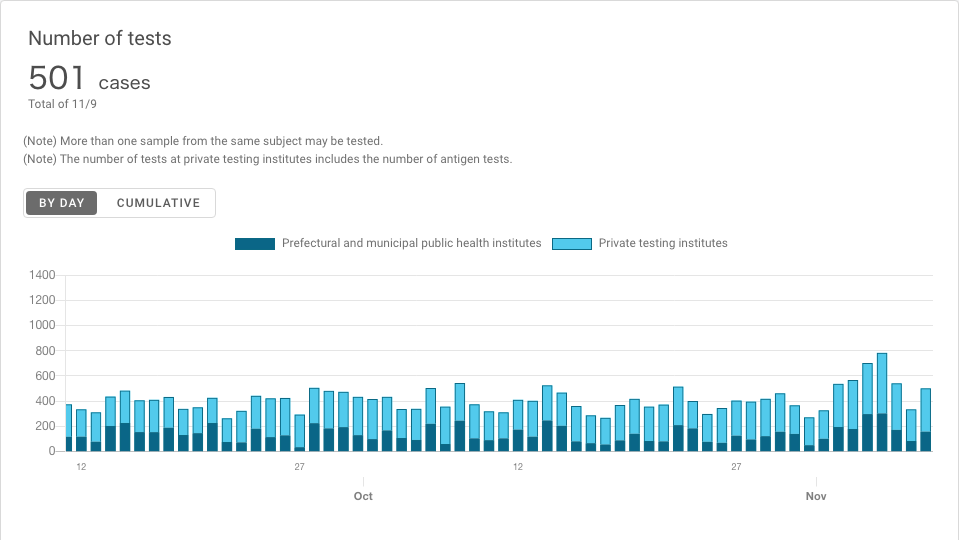 Number of tests
501 cases
Total of 11/9
(Note) More than one sample from the same subject may be tested.
(Note) The number of tests at private testing institutes includes the number of antigen tests.
BY DAY CUMULATIVE
Prefectural and municipal public health institutes Private testing institutes
1400
1200
1000
800
600
400
200
0
12 27 12 27
Oct Nov